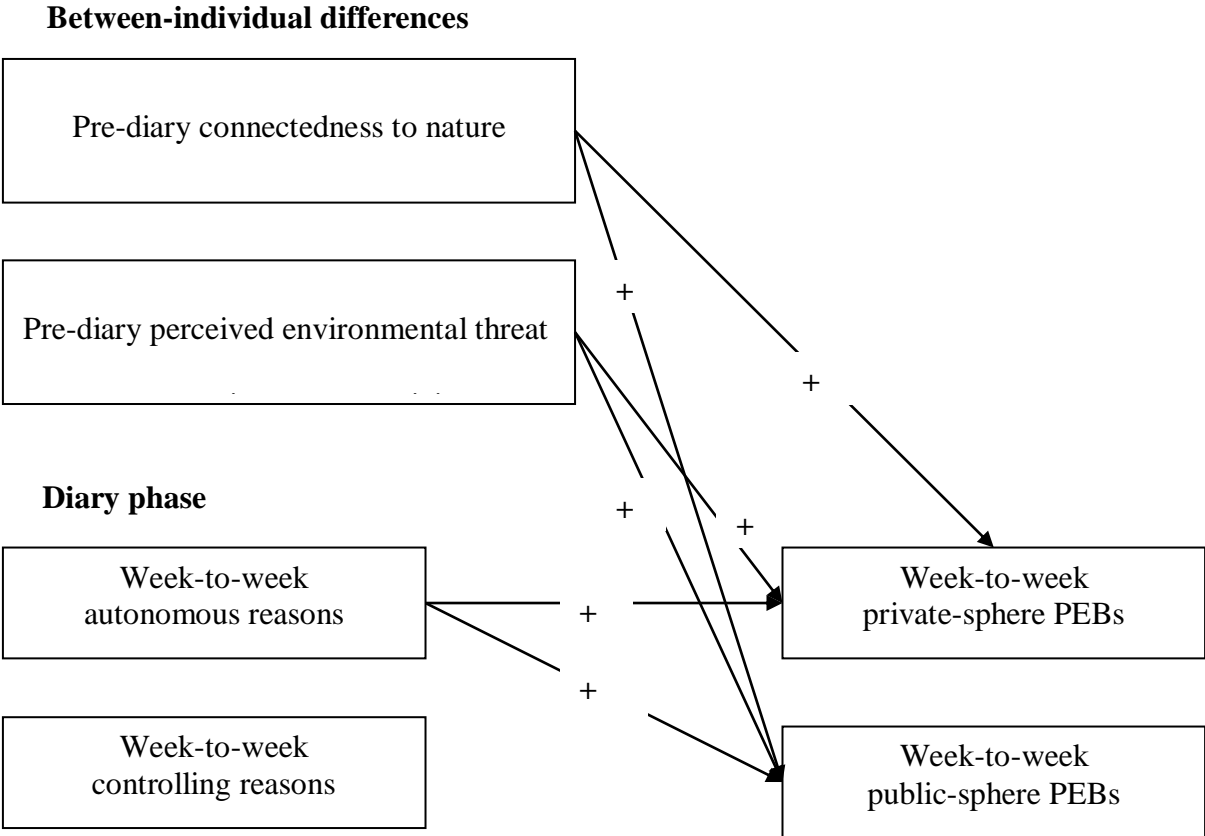 Between-individual differences
Pre-diary connectedness to nature
+
Pre-diary perceived environmental threat
+
Diary phase
+
+
Week-to-week
autonomous reasons
+
Week-to-week
private-sphere PEBs
+
Week-to-week
controlling reasons
Week-to-week
public-sphere PEBs